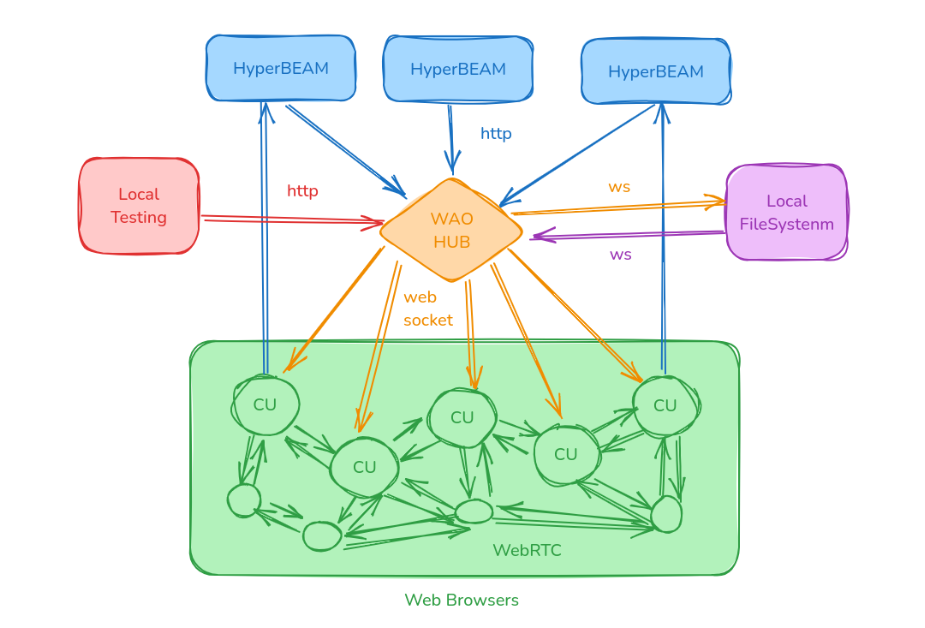 HyperBEAM
HyperBEAM
HyperBEAM
http
Local
Testing
http
WAO
HUB
ws
Local
FileSystenm
ws
web
socket
CU
CU
CU
CU
CU
WebRTC
Web Browsers